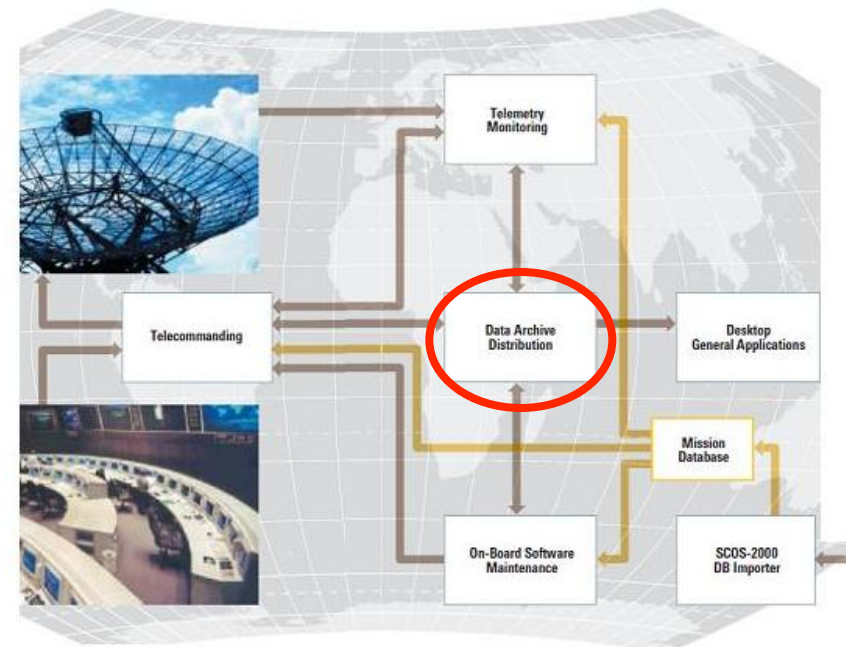 Telemetry
Monitoring
Telecommanding
Data Archive
Distribution
Desktop
General Applications
Mission
Database
On-Board Software
Maintenance
SCOS-2000
DB Importer